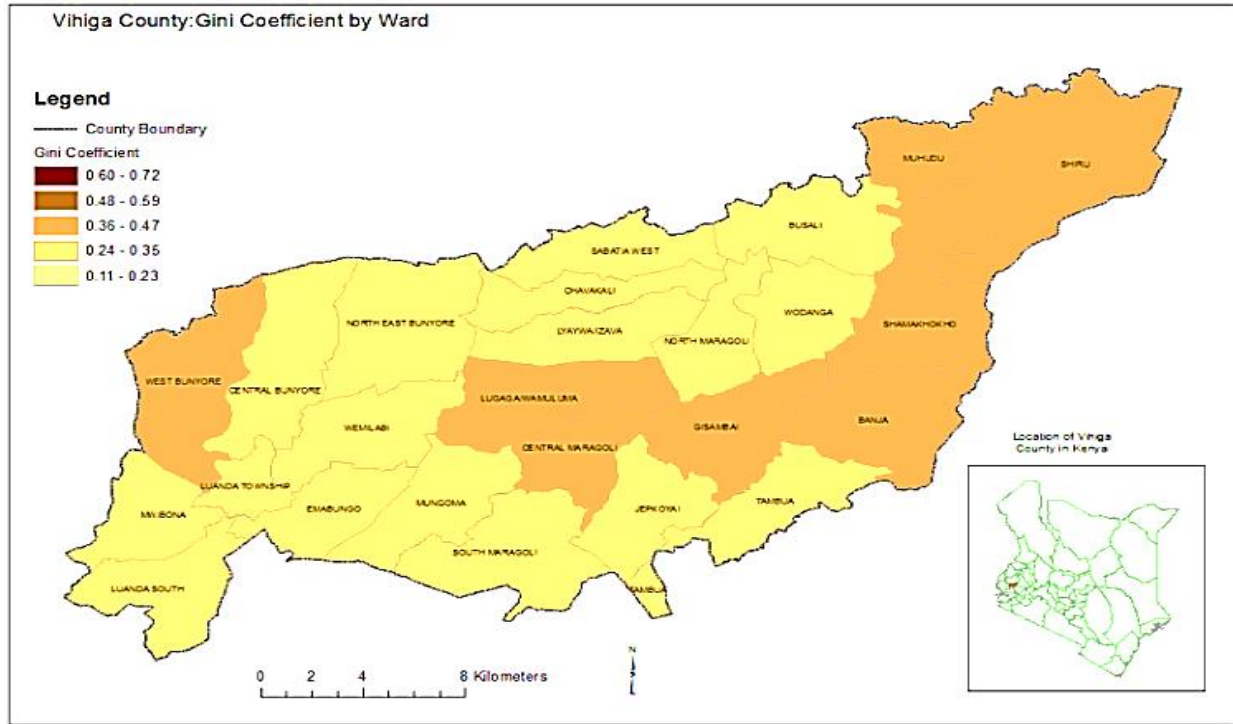 Vihiga County:Gini Coefficient by Ward
Legend
County Boundary
Gini Coefficient
0.60 - 0.72
0.48 - 0.59
0.36 - 0.47
0.24 - 0.35
0.11 - 0.23
MUHUDU
SHIRU
BUSALI
SABATIA WEST
CHAVAKALI
LYAYWA/IZAVA
NORTH EAST BUNYORE
NORTH MARAGOLI
WODANGA
SHAMAKHOKHO
WEST BUNYORE
CENTRAL BUNYORE
LUGAGA/WAMULUMA
WEMILABI
GISAMBAI
BANJA
CENTRAL MARAGOLI
LUANDA TOWNSHIP
MWIBONA
EMABUNGO
MUNGOMA
JEPKOYAI
TAMBUA
SOUTH MARAGOLI
LUANDA SOUTH
TAMBUA
Location of Vihiga
County in Kenya
N
0 2 4 8 Kilometers